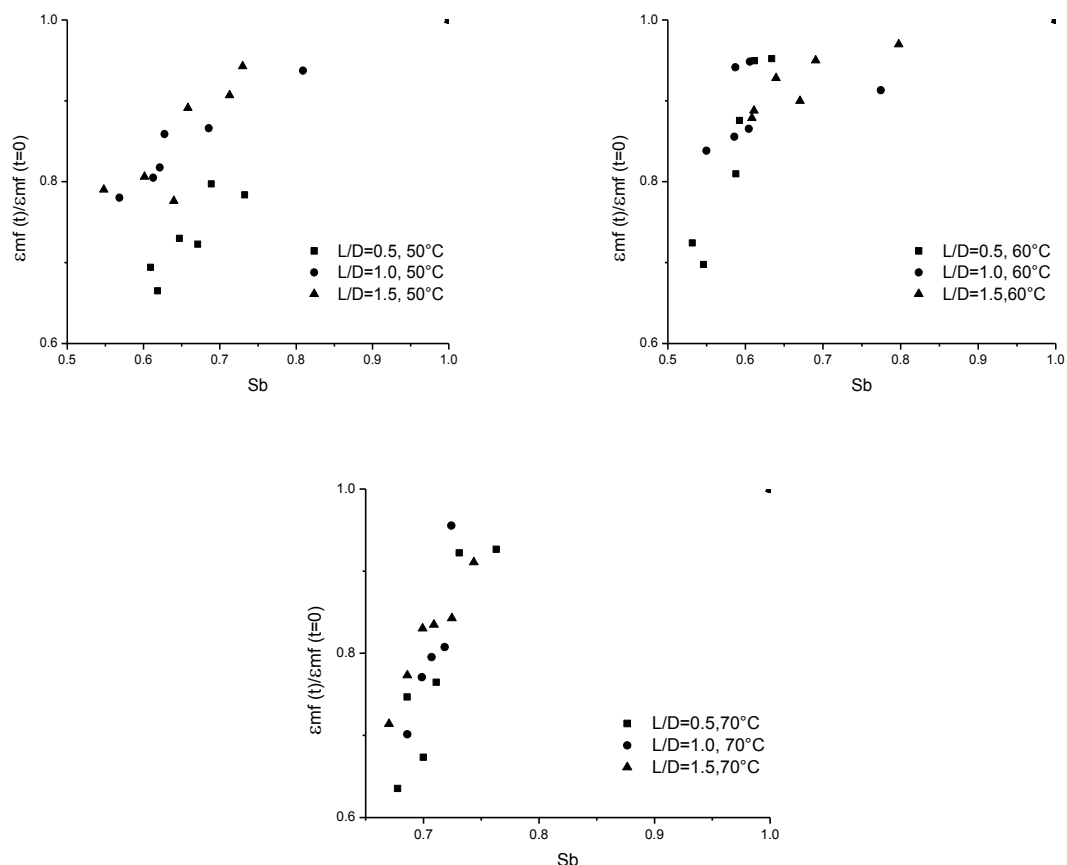 1.0
0.8
0.6
εmf (t)/εmf (t=0)
0.5
0.6
0.7
0.8
0.9
1.0
Sb
L/D=0.5, 50°C
L/D=1.0, 50°C
L/D=1.5, 50°C
1.0
0.8
0.6
εmf (t)/εmf (t=0)
0.5
0.6
0.7
0.8
0.9
1.0
Sb
L/D=0.5, 60°C
L/D=1.0, 60°C
L/D=1.5,60°C
1.0
0.8
0.6
εmf (t)/εmf (t=0)
0.7
0.8
0.9
1.0
Sb
L/D=0.5,70°C
L/D=1.0, 70°C
L/D=1.5,70°C